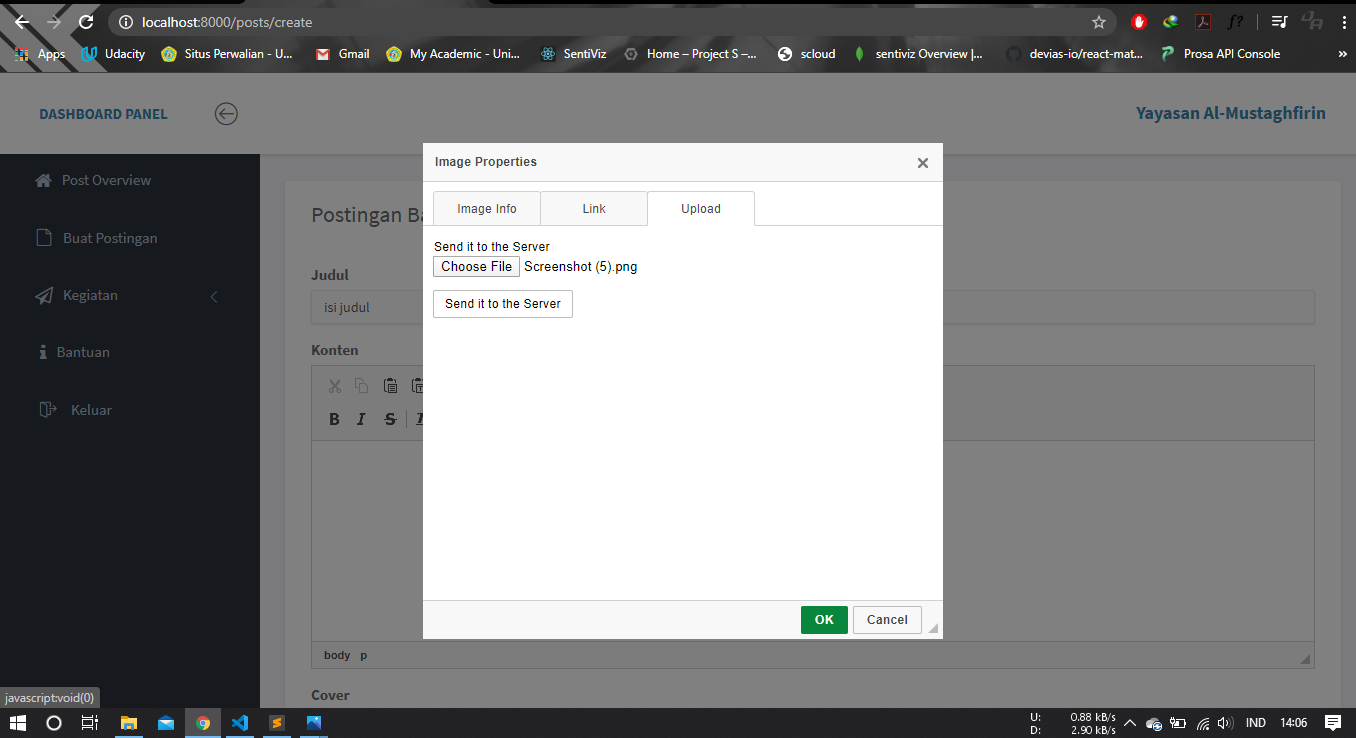 localhost:8000/posts/create
Apps
Udacity
Situs Perwalian - U...
Gmail
My Academic - Uni...
SentiViz
Home – Project S –...
scloud
sentiviz Overview |...
devias-io/react-mat...
Prosa API Console
»
DASHBOARD PANEL
Yayasan Al-Mustaghfirin
Post Overview
Buat Postingan
Kegiatan
Bantuan
Keluar
Postingan Ba
Judul
isi judul
Konten
B I S
body p
Cover
Image Properties
Image Info
Link
Upload
Send it to the Server
Choose File Screenshot (5).png
Send it to the Server
OK
Cancel
javascript:void(0)
U: 0.88 kB/s
D: 2.90 kB/s
IND
14:06